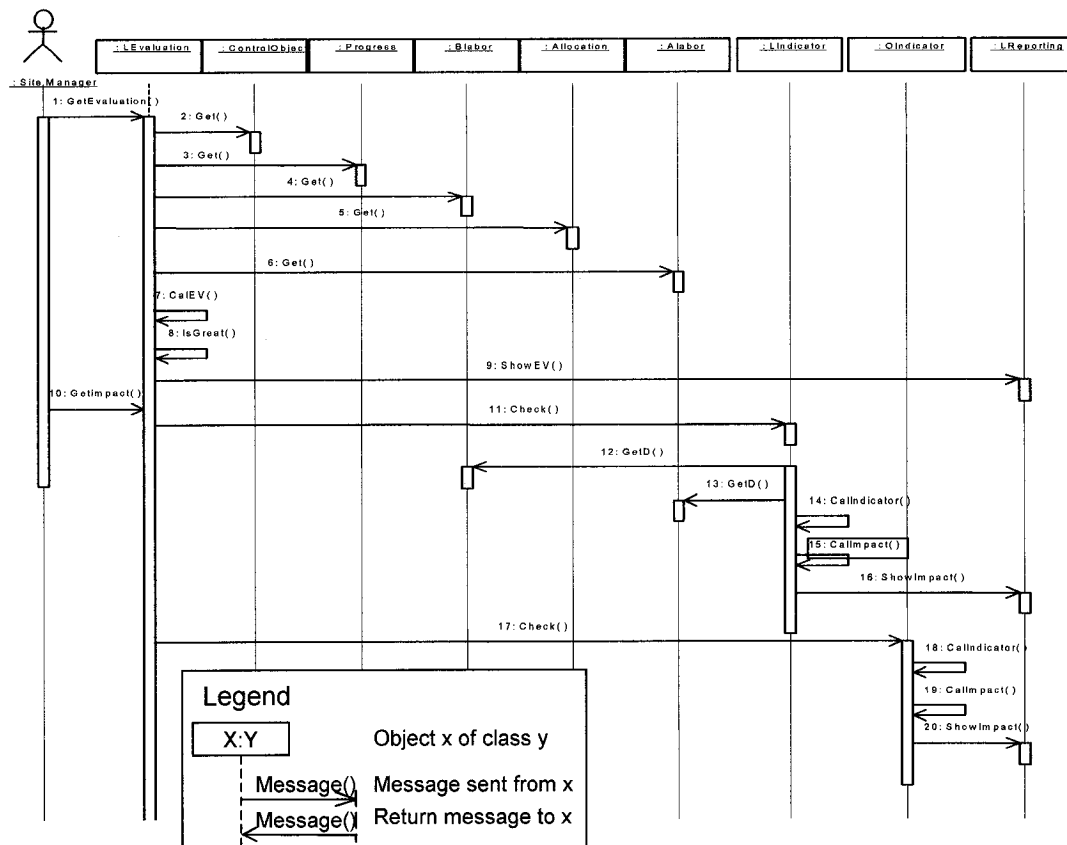 : LEvaluation : ControlObject : Progress : Blabor : Allocation : Alabor : LIndicator : OIndicator : LReporting
: Site Manager
1: GetEvaluation()
2: Get()
3: Get()
4: Get()
5: Get()
6: Get()
7: CalEV()
8: IsGreat()
9: ShowEV()
10: GetImpact()
11: Check()
12: GetD()
13: GetD()
14: CalIndicator()
15: CalImpact()
16: ShowImpact()
17: Check()
18: CalIndicator()
19: CalImpact()
20: ShowImpact()
Legend
X:Y Object x of class y
Message() Message sent from x
Message() Return message to x